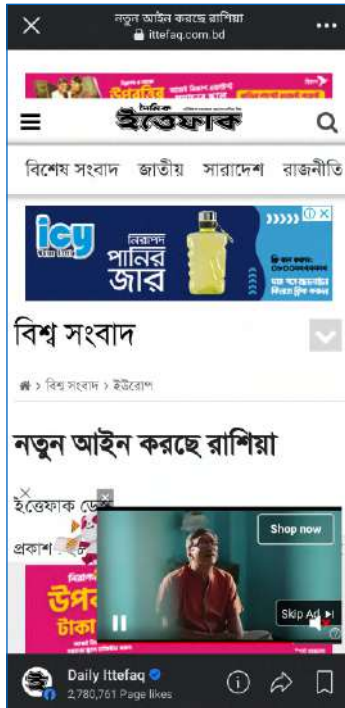 নতুন আইন করছে রাশিয়া
ittefaq.com.bd
দৈনিক
ইত্তেফাক
বিশেষ সংবাদ জাতীয় সারাদেশ রাজনীতি
icy
নিরাপদ
পানির
জার
বিশ্ব সংবাদ
> বিশ্ব সংবাদ > ইউরোপ
নতুন আইন করছে রাশিয়া
ইত্তেফাক
প্রকাশ
Shop now
Skip Ad
Daily Ittefaq
2,780,761 Page likes